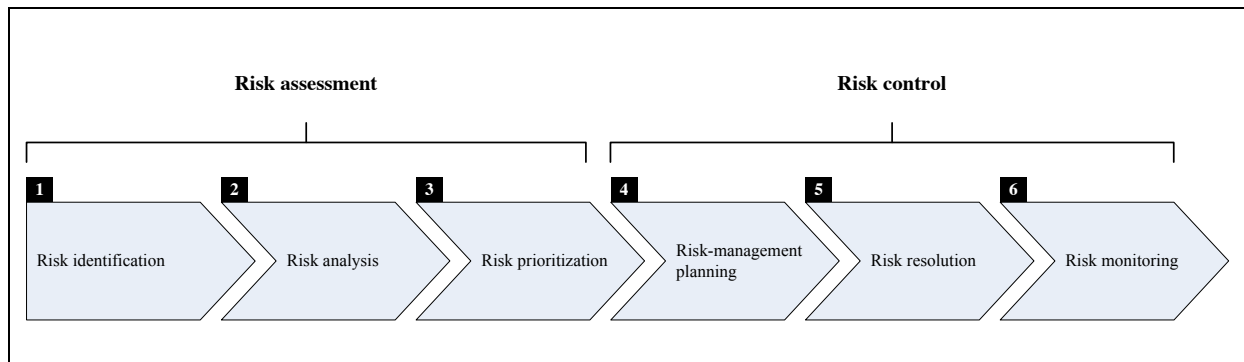 Risk assessment
Risk control
1
2
3
4
5
6
Risk identification
Risk analysis
Risk prioritization
Risk-management
planning
Risk resolution
Risk monitoring